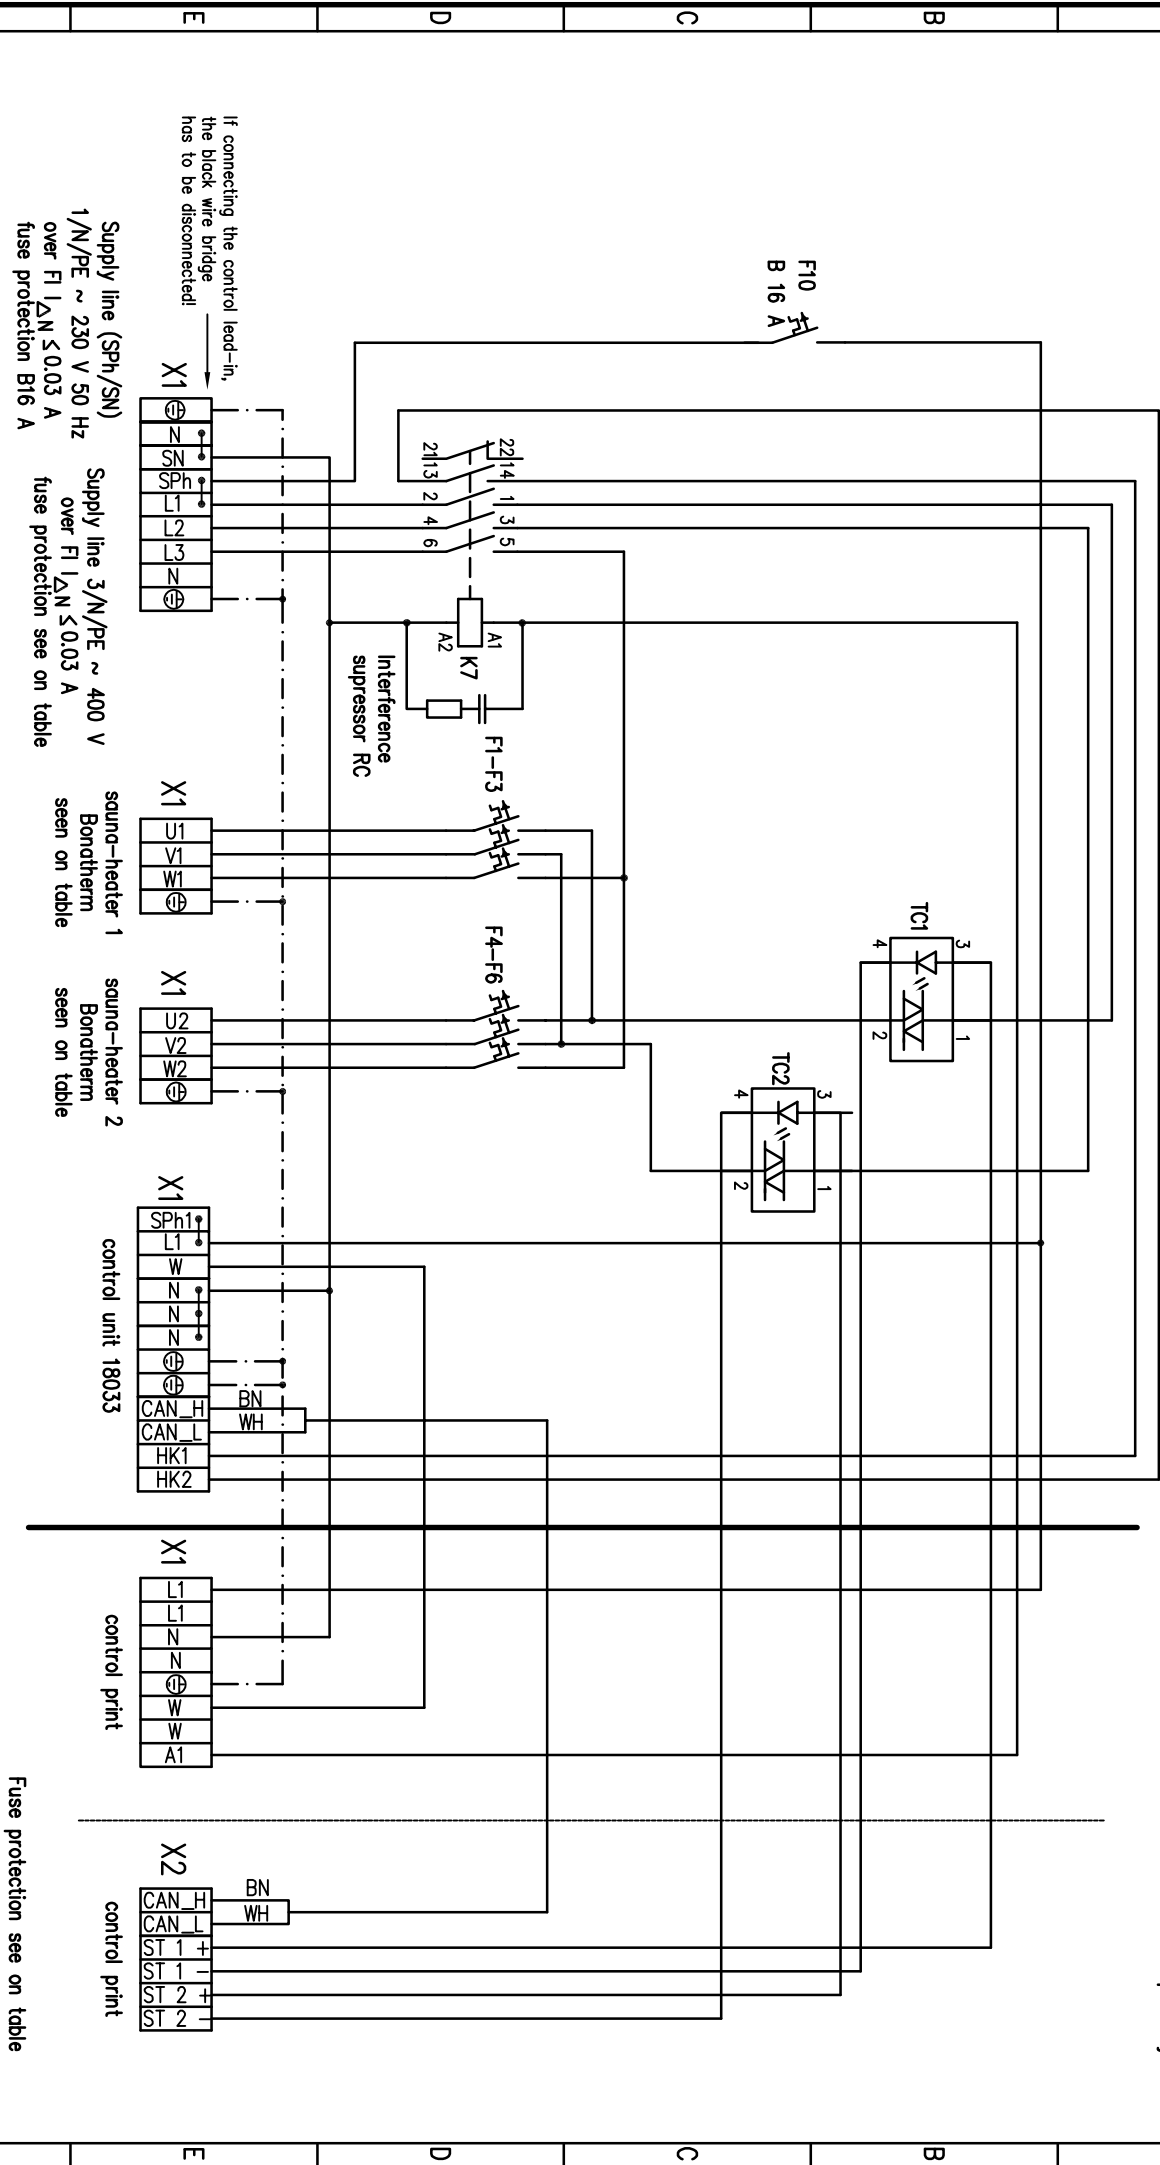 E
D
C
B
If connecting the control lead-in,
the black wire bridge
has to be disconnected!
Supply line (SPh/SN)
1/N/PE ~ 230 V 50 Hz
over FI I△N ≤0.03 A
fuse protection B16 A
Supply line 3/N/PE ~ 400 V
over FI I△N ≤0.03 A
fuse protection see on table
F10
B 16 A
X1
N
SN
SPh
L1
L2
L3
N
22
21
14
13
1
2
3
4
5
6
A1
A2
K7
Interference
supressor RC
F1-F3
X1
U1
V1
W1
sauna-heater 1
Bonatherm
seen on table
F4-F6
X1
U2
V2
W2
sauna-heater 2
Bonatherm
seen on table
TC1
3
4
1
2
TC2
3
4
1
2
X1
SPh1
L1
W
N
N
N
CAN_H
CAN_L
HK1
HK2
BN
WH
control unit 18033
X1
L1
L1
N
N
W
W
A1
control print
X2
CAN_H
CAN_L
ST 1 +
ST 1 -
ST 2 +
ST 2 -
BN
WH
control print
Fuse protection see on table
E
D
C
B